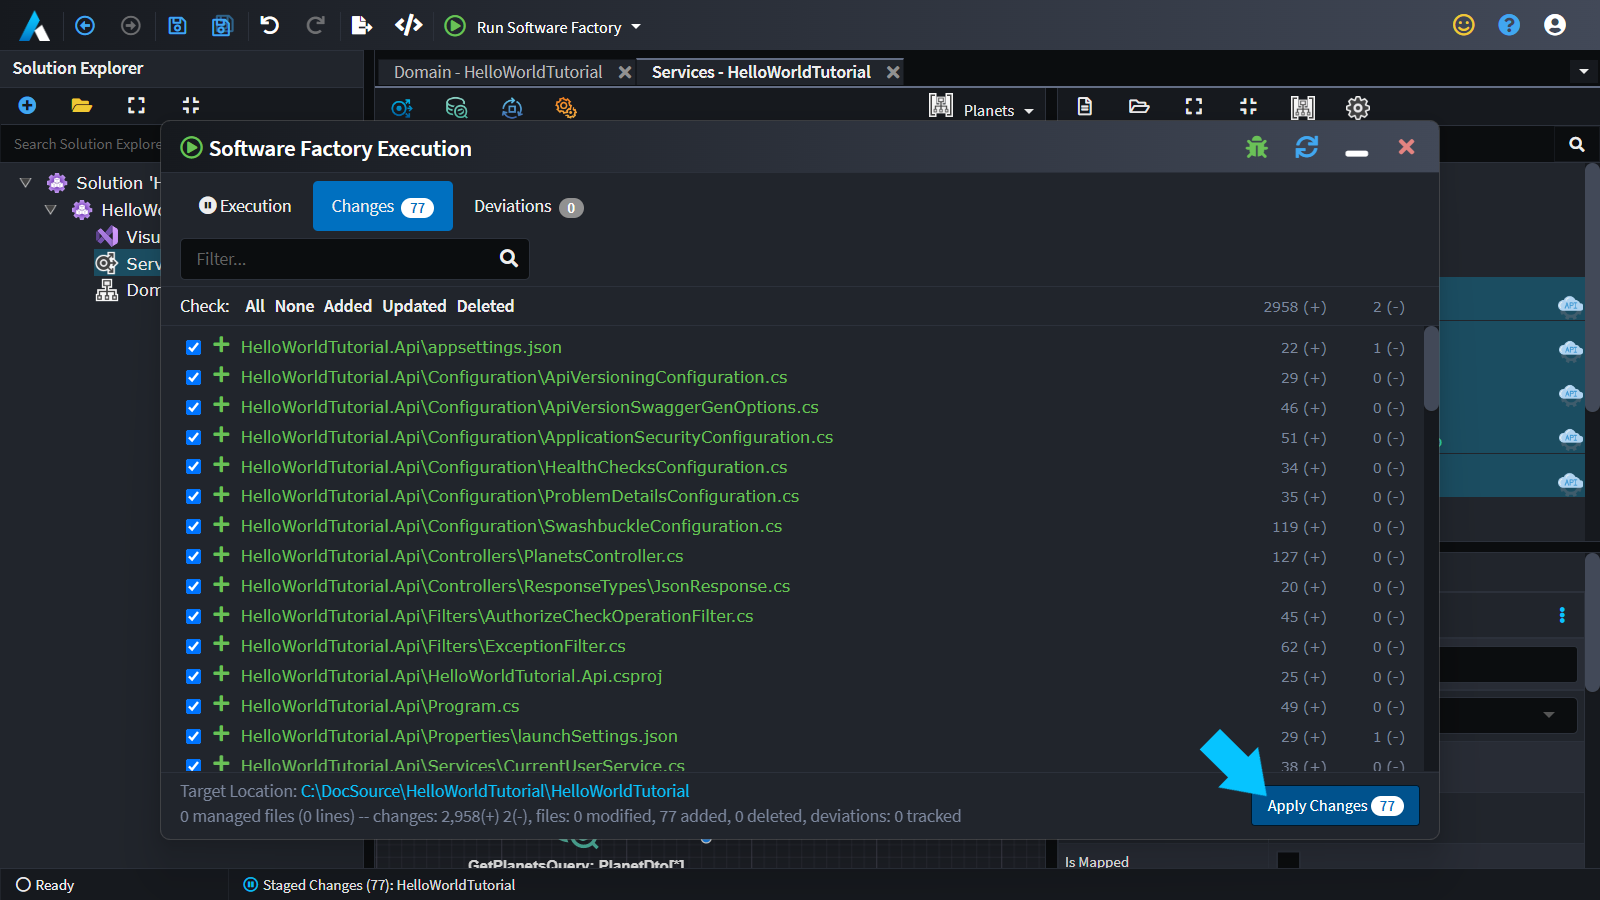 Run Software Factory
Solution Explorer
Domain - HelloWorldTutorial
Services - HelloWorldTutorial
Planets
Search Solution Explore
Solution 'H
HelloWo
Visu
Serv
Dom
Software Factory Execution
Execution
Changes 77
Deviations 0
Filter...
Check: All None Added Updated Deleted 2958 (+) 2 (-)
HelloWorldTutorial.Api\appsettings.json 22 (+) 1 (-)
HelloWorldTutorial.Api\Configuration\ApiVersioningConfiguration.cs 29 (+) 0 (-)
HelloWorldTutorial.Api\Configuration\ApiVersionSwaggerGenOptions.cs 46 (+) 0 (-)
HelloWorldTutorial.Api\Configuration\ApplicationSecurityConfiguration.cs 51 (+) 0 (-)
HelloWorldTutorial.Api\Configuration\HealthChecksConfiguration.cs 34 (+) 0 (-)
HelloWorldTutorial.Api\Configuration\ProblemDetailsConfiguration.cs 35 (+) 0 (-)
HelloWorldTutorial.Api\Configuration\SwashbuckleConfiguration.cs 119 (+) 0 (-)
HelloWorldTutorial.Api\Controllers\PlanetsController.cs 127 (+) 0 (-)
HelloWorldTutorial.Api\Controllers\ResponseTypes\JsonResponse.cs 20 (+) 0 (-)
HelloWorldTutorial.Api\Filters\AuthorizeCheckOperationFilter.cs 45 (+) 0 (-)
HelloWorldTutorial.Api\Filters\ExceptionFilter.cs 62 (+) 0 (-)
HelloWorldTutorial.Api\HelloWorldTutorial.Api.csproj 25 (+) 0 (-)
HelloWorldTutorial.Api\Program.cs 49 (+) 0 (-)
HelloWorldTutorial.Api\Properties\launchSettings.json 29 (+) 1 (-)
HelloWorldTutorial.Api\Services\CurrentUserService.cs 38 (+) 0 (-)
Target Location: C:\DocSource\HelloWorldTutorial\HelloWorldTutorial
0 managed files (0 lines) -- changes: 2,958(+) 2(-), files: 0 modified, 77 added, 0 deleted, deviations: 0 tracked
Apply Changes 77
API
API
API
API
API
GetPlanetsQuery: PlanetDto[*]
Is Mapped
Ready
Staged Changes (77): HelloWorldTutorial